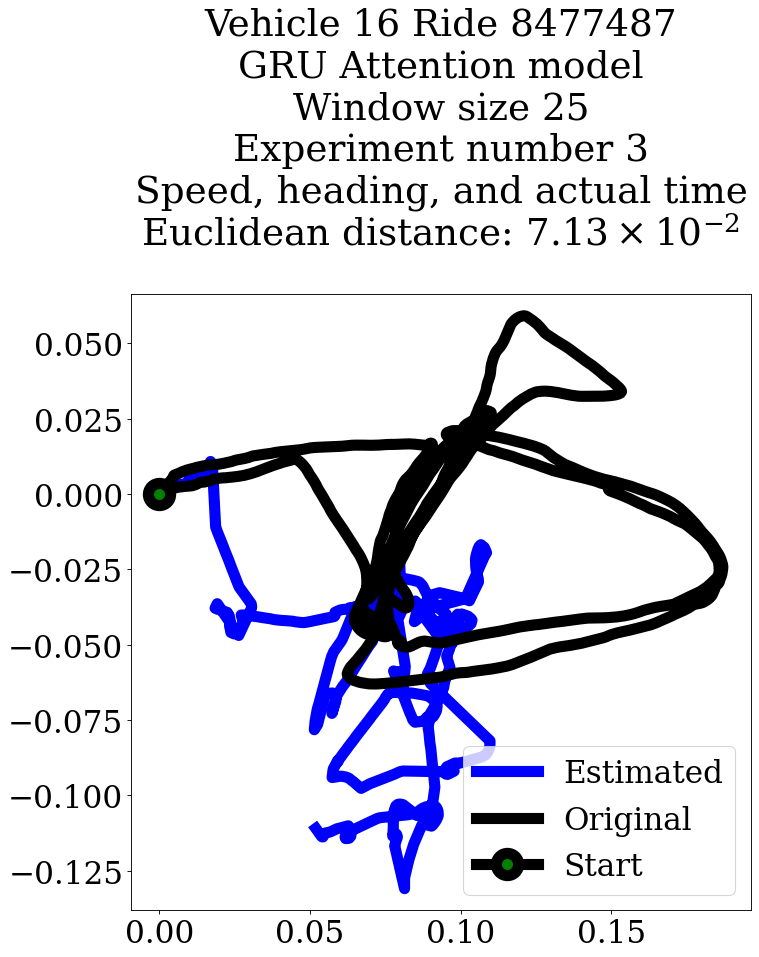 Vehicle 16 Ride 8477487
GRU Attention model
Window size 25
Experiment number 3
Speed, heading, and actual time
Euclidean distance: 7.13 × 10⁻²
0.050
0.025
0.000
−0.025
−0.050
−0.075
−0.100
−0.125
0.00 0.05 0.10 0.15
Estimated
Original
Start